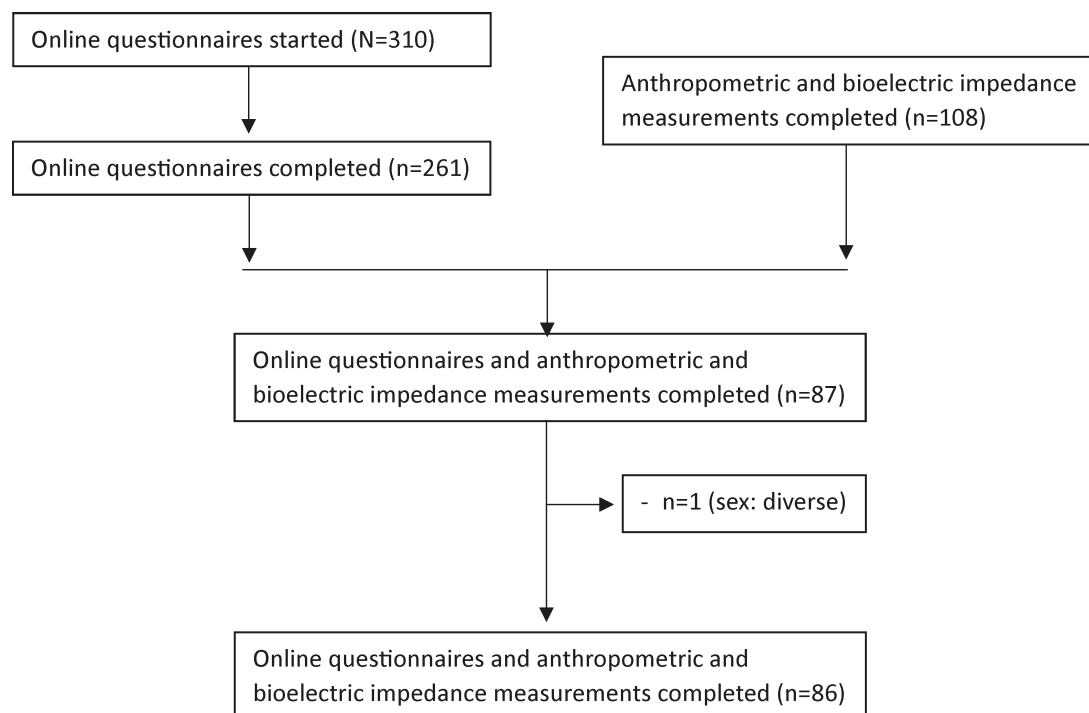 Online questionnaires started (N=310)
Anthropometric and bioelectric impedance
measurements completed (n=108)
Online questionnaires completed (n=261)
Online questionnaires and anthropometric and
bioelectric impedance measurements completed (n=87)
- n=1 (sex: diverse)
Online questionnaires and anthropometric and
bioelectric impedance measurements completed (n=86)